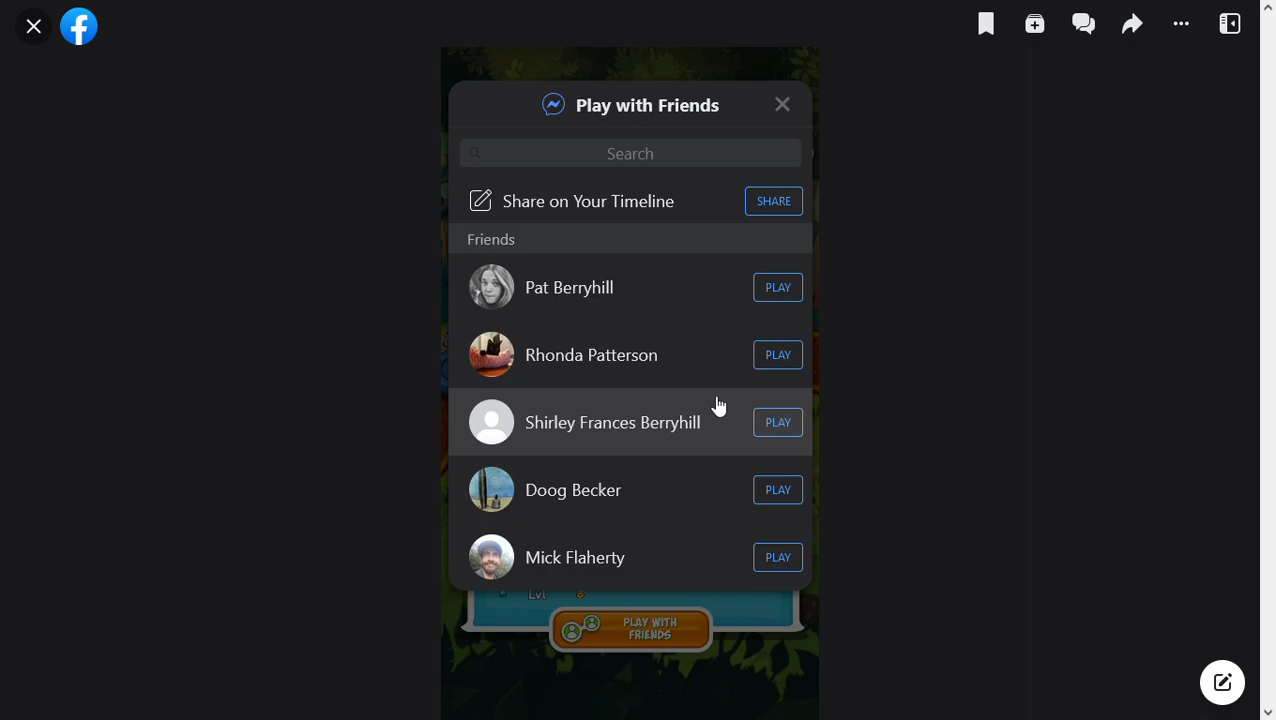 Play with Friends
Search
Share on Your Timeline
SHARE
Friends
Pat Berryhill
PLAY
Rhonda Patterson
PLAY
Shirley Frances Berryhill
PLAY
Doog Becker
PLAY
Mick Flaherty
PLAY
Lvl
PLAY WITH
FRIENDS